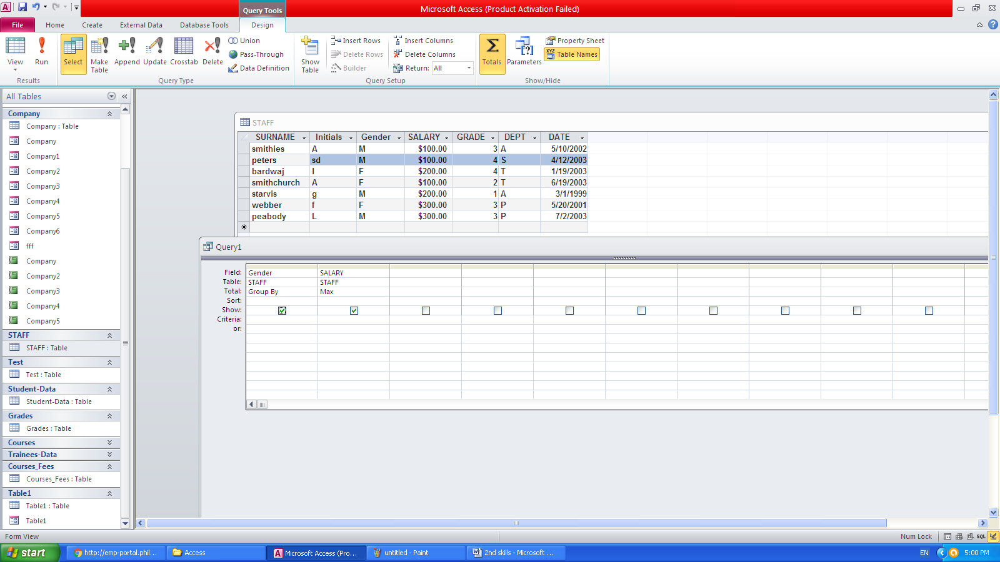 Query Tools
Microsoft Access (Product Activation Failed)
File Home Create External Data Database Tools Design
View
Run
Select
Make Table
Append
Update
Crosstab
Delete
Union
Pass-Through
Data Definition
Show Table
Insert Rows
Delete Rows
Builder
Insert Columns
Delete Columns
Return: All
Totals
Parameters
Property Sheet
Table Names
Results Query Type Query Setup Show/Hide
All Tables
Company
Company : Table
Company
Company1
Company2
Company3
Company4
Company5
Company6
fff
Company
Company2
Company3
Company4
Company5
STAFF
STAFF : Table
Test
Test : Table
Student-Data
Student-Data : Table
Grades
Grades : Table
Courses
Trainees-Data
Courses_Fees
Courses_Fees : Table
Table1
Table1 : Table
Table1
STAFF
SURNAME Initials Gender SALARY GRADE DEPT DATE
smithies A M $100.00 3 A 5/10/2002
peters sd M $100.00 4 S 4/12/2003
bardwaj I F $200.00 4 T 1/19/2003
smithchurch A F $100.00 2 T 6/19/2003
starvis g M $200.00 1 A 3/1/1999
webber f F $300.00 3 P 5/20/2001
peabody L M $300.00 3 P 7/2/2003
Query1
Field: Gender SALARY
Table: STAFF STAFF
Total: Group By Max
Sort:
Show:
Criteria:
or:
Form View Num Lock SQL
start http://emp-portal.phil... Access Microsoft Access (Pro... untitled - Paint 2nd skills - Microsoft ... EN 5:00 PM